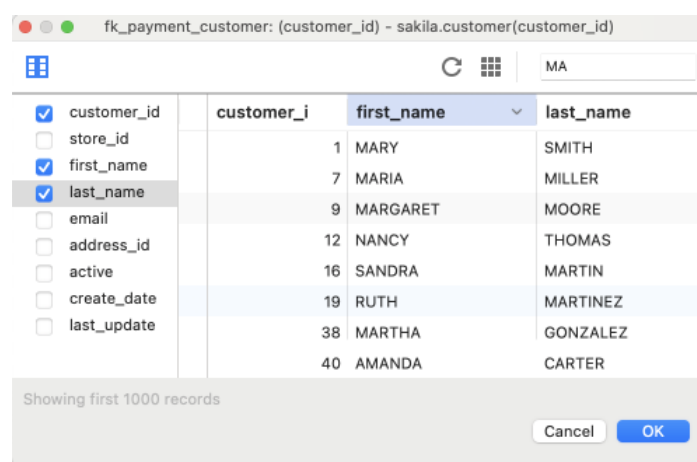 fk_payment_customer: (customer_id) - sakila.customer(customer_id)
MA
customer_id
store_id
first_name
last_name
email
address_id
active
create_date
last_update
customer_i first_name last_name
1 MARY SMITH
7 MARIA MILLER
9 MARGARET MOORE
12 NANCY THOMAS
16 SANDRA MARTIN
19 RUTH MARTINEZ
38 MARTHA GONZALEZ
40 AMANDA CARTER
Showing first 1000 records
Cancel OK